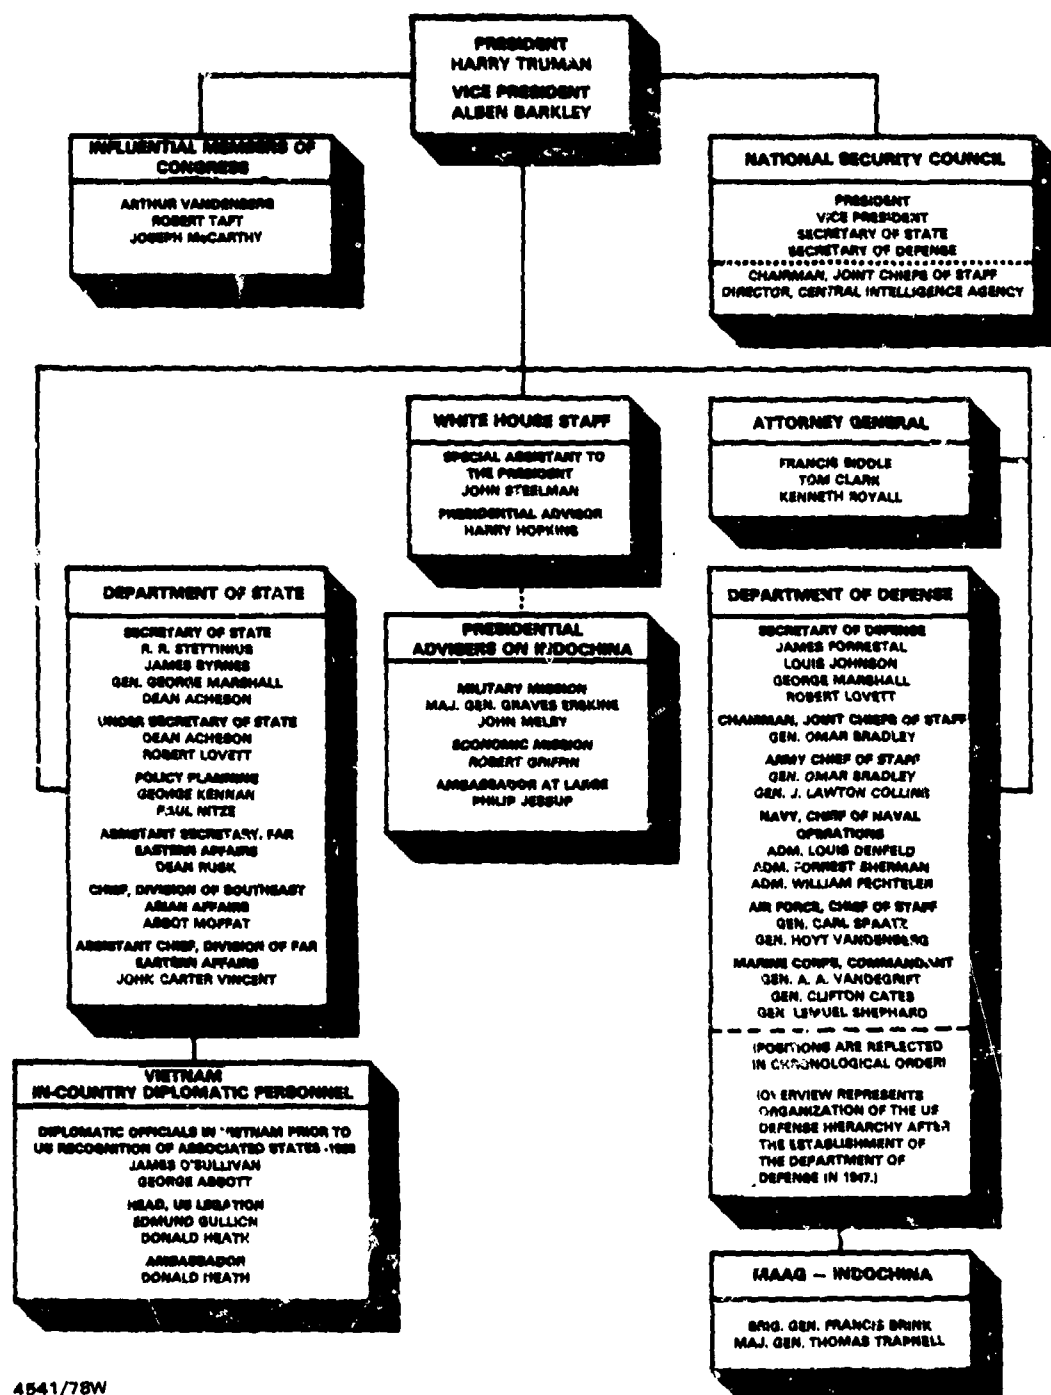 PRESIDENT
HARRY TRUMAN
VICE PRESIDENT
ALBEN BARKLEY
INFLUENTIAL MEMBERS OF
CONGRESS
ARTHUR VANDENBERG
ROBERT TAFT
JOSEPH McCARTHY
NATIONAL SECURITY COUNCIL
PRESIDENT
VICE PRESIDENT
SECRETARY OF STATE
SECRETARY OF DEFENSE
CHAIRMAN, JOINT CHIEFS OF STAFF
DIRECTOR, CENTRAL INTELLIGENCE AGENCY
WHITE HOUSE STAFF
SPECIAL ASSISTANT TO
THE PRESIDENT
JOHN STEELMAN
PRESIDENTIAL ADVISOR
HARRY HOPKINS
ATTORNEY GENERAL
FRANCIS BIDDLE
TOM CLARK
KENNETH ROYALL
DEPARTMENT OF STATE
SECRETARY OF STATE
R. R. STETTINIUS
JAMES BYRNES
GEN. GEORGE MARSHALL
DEAN ACHESON
UNDER SECRETARY OF STATE
DEAN ACHESON
ROBERT LOVETT
POLICY PLANNING
GEORGE KENNAN
PAUL NITZE
ASSISTANT SECRETARY, FAR
EASTERN AFFAIRS
DEAN RUSK
CHIEF, DIVISION OF SOUTHEAST
ASIAN AFFAIRS
ABBOT MOFFAT
ASSISTANT CHIEF, DIVISION OF FAR
EASTERN AFFAIRS
JOHN CARTER VINCENT
PRESIDENTIAL
ADVISERS ON INDOCHINA
MILITARY MISSION
MAJ. GEN. GRAVES ERSKINE
JOHN MELBY
ECONOMIC MISSION
ROBERT GRIFFIN
AMBASSADOR AT LARGE
PHILIP JESSUP
DEPARTMENT OF DEFENSE
SECRETARY OF DEFENSE
JAMES FORRESTAL
LOUIS JOHNSON
GEORGE MARSHALL
ROBERT LOVETT
CHAIRMAN, JOINT CHIEFS OF STAFF
GEN. OMAR BRADLEY
ARMY CHIEF OF STAFF
GEN. OMAR BRADLEY
GEN. J. LAWTON COLLINS
NAVY, CHIEF OF NAVAL
OPERATIONS
ADM. LOUIS DENFELD
ADM. FORREST SHERMAN
ADM. WILLIAM FECHTELER
AIR FORCE, CHIEF OF STAFF
GEN. CARL SPAATZ
GEN. HOYT VANDENBERG
MARINE CORPS, COMMANDANT
GEN. A. A. VANDEGRIFT
GEN. CLIFTON CATES
GEN. LEMUEL SHEPHARD
(POSITIONS ARE REFLECTED
IN CHRONOLOGICAL ORDER)
(OVERVIEW REPRESENTS
ORGANIZATION OF THE US
DEFENSE HIERARCHY AFTER
THE ESTABLISHMENT OF
THE DEPARTMENT OF
DEFENSE IN 1947.)
VIETNAM
IN-COUNTRY DIPLOMATIC PERSONNEL
DIPLOMATIC OFFICIALS IN VIETNAM PRIOR TO
US RECOGNITION OF ASSOCIATED STATES
JAMES O'SULLIVAN
GEORGE ABBOTT
HEAD, US LEGATION
EDMUND GULLION
DONALD HEATH
AMBASSADOR
DONALD HEATH
MAAG – INDOCHINA
BRIG. GEN. FRANCIS BRINK
MAJ. GEN. THOMAS TRAPNELL
4541/78W